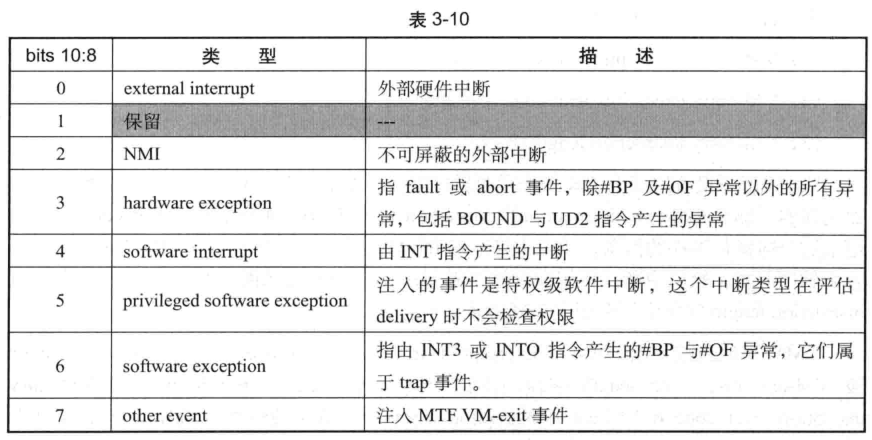 表 3-10
bits 10:8 类 型 描 述
0 external interrupt 外部硬件中断
1 保留 ---
2 NMI 不可屏蔽的外部中断
3 hardware exception 指 fault 或 abort 事件，除#BP 及#OF 异常以外的所有异
常，包括 BOUND 与 UD2 指令产生的异常
4 software interrupt 由 INT 指令产生的中断
5 privileged software exception 注入的事件是特权级软件中断，这个中断类型在评估
delivery 时不会检查权限
6 software exception 指由 INT3 或 INTO 指令产生的#BP 与#OF 异常，它们属
于 trap 事件。
7 other event 注入 MTF VM-exit 事件